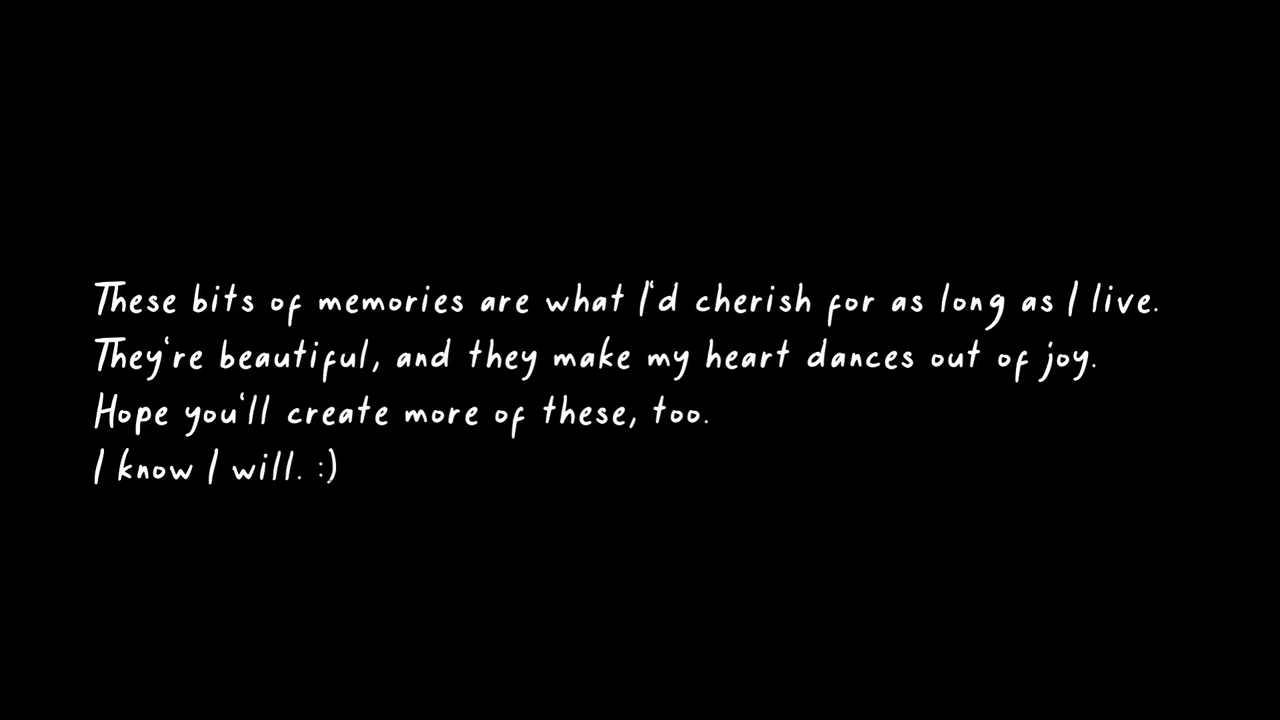 These bits of memories are what I'd cherish for as long as I live.
They're beautiful, and they make my heart dances out of joy.
Hope you'll create more of these, too.
I know I will. :)